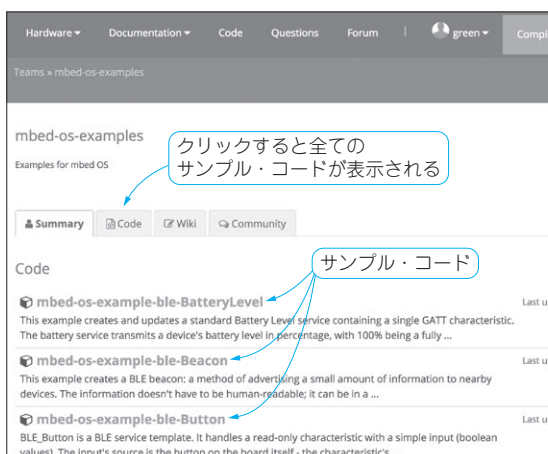 Hardware Documentation Code Questions Forum | green Compi
Teams » mbed-os-examples
mbed-os-examples
Examples for mbed OS
クリックすると全ての
サンプル・コードが表示される
Summary Code Wiki Community
Code
サンプル・コード
mbed-os-example-ble-BatteryLevel Last u
This example creates and updates a standard Battery Level service containing a single GATT characteristic.
The battery service transmits a device's battery level in percentage, with 100% being a fully ...
mbed-os-example-ble-Beacon Last u
This example creates a BLE beacon: a method of advertising a small amount of information to nearby
devices. The information doesn't have to be human-readable; it can be in a ...
mbed-os-example-ble-Button Last u
BLE_Button is a BLE service template. It handles a read-only characteristic with a simple input (boolean
values). The input's source is the button on the board itself - the characteristic's